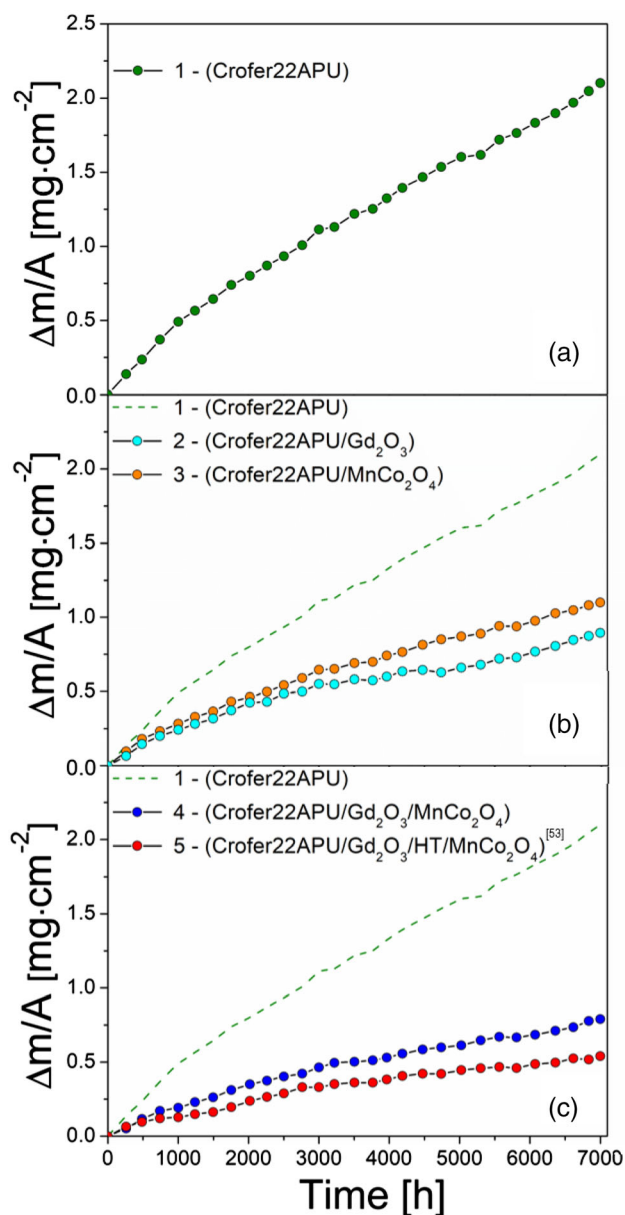 2.5
1 - (Crofer22APU)
2.0
1.5
1.0
0.5
0.0
Δm/A [mg·cm⁻²]
(a)
1 - (Crofer22APU)
2 - (Crofer22APU/Gd₂O₃)
3 - (Crofer22APU/MnCo₂O₄)
2.0
1.5
1.0
0.5
0.0
Δm/A [mg·cm⁻²]
(b)
1 - (Crofer22APU)
4 - (Crofer22APU/Gd₂O₃/MnCo₂O₄)
5 - (Crofer22APU/Gd₂O₃/HT/MnCo₂O₄)[53]
2.0
1.5
1.0
0.5
0.0
Δm/A [mg·cm⁻²]
(c)
0 1000 2000 3000 4000 5000 6000 7000
Time [h]